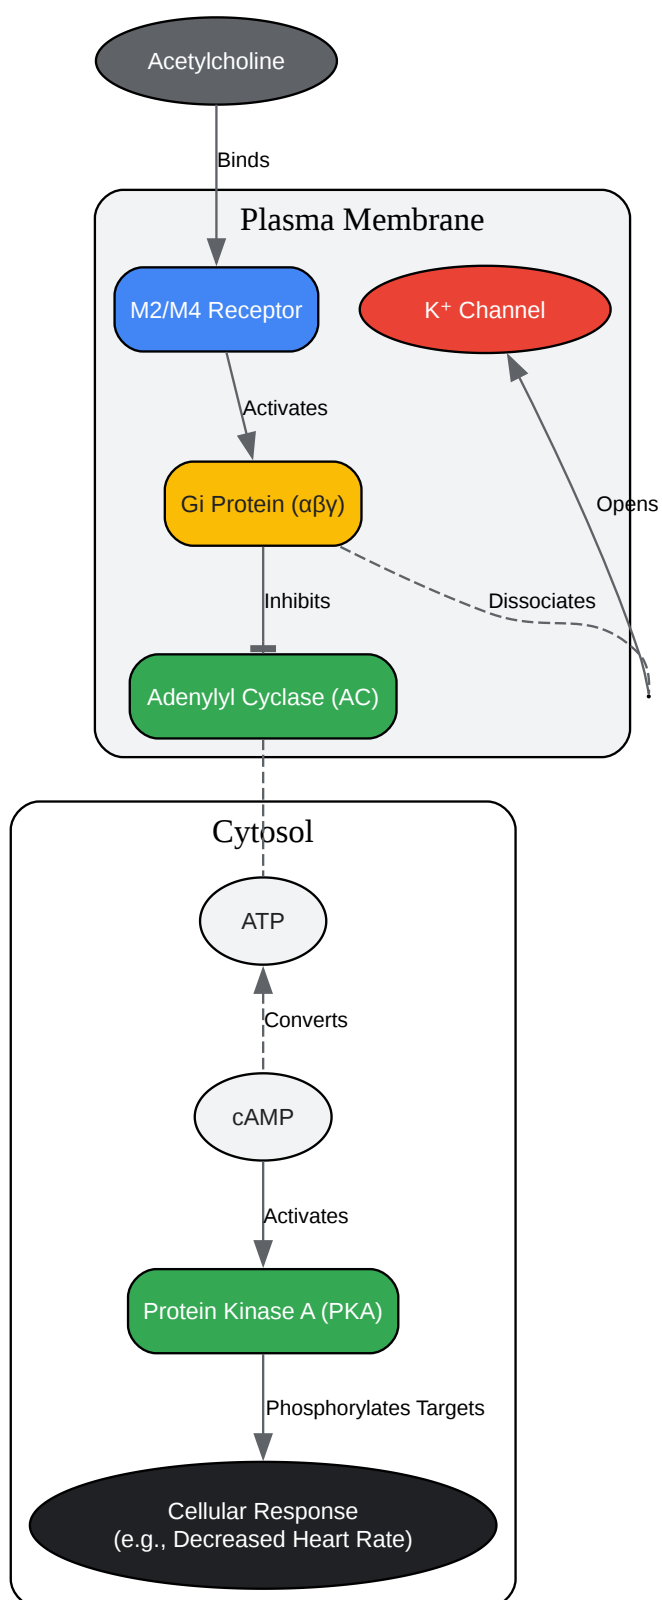 Acetylcholine
Binds
Plasma Membrane
M2/M4 Receptor
K⁺ Channel
Activates
Gi Protein (αβγ)
Opens
Inhibits
Dissociates
Adenylyl Cyclase (AC)
Cytosol
ATP
Converts
cAMP
Activates
Protein Kinase A (PKA)
Phosphorylates Targets
Cellular Response
(e.g., Decreased Heart Rate)